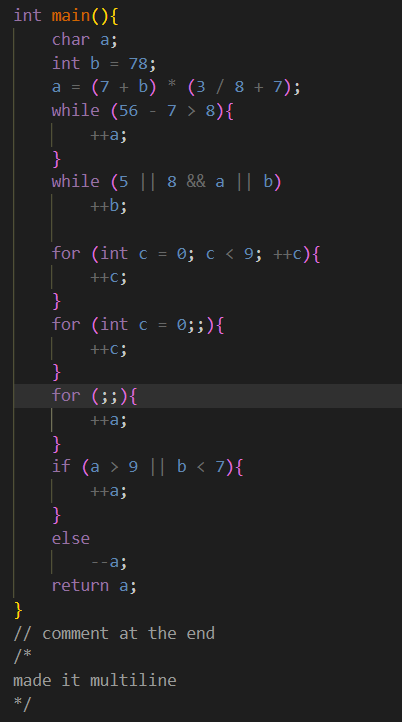 int main(){
    char a;
    int b = 78;
    a = (7 + b) * (3 / 8 + 7);
    while (56 - 7 > 8){
        ++a;
    }
    while (5 || 8 && a || b)
        ++b;

    for (int c = 0; c < 9; ++c){
        ++c;
    }
    for (int c = 0;;){
        ++c;
    }
    for (;;){
        ++a;
    }
    if (a > 9 || b < 7){
        ++a;
    }
    else
        --a;
    return a;
}
// comment at the end
/*
made it multiline
*/